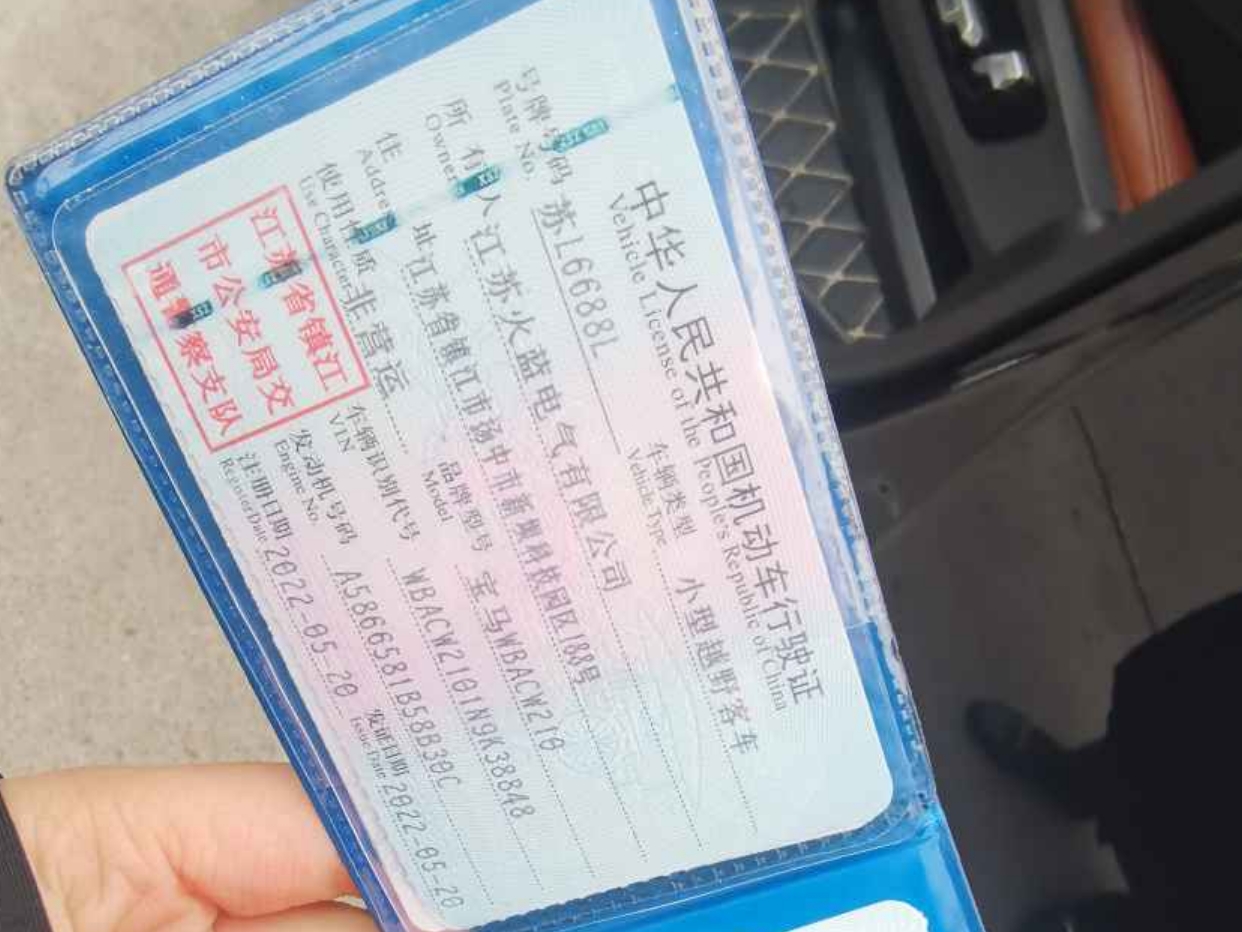 中华人民共和国机动车行驶证
Vehicle License of the People's Republic of China
号牌号码 苏L6688L 车辆类型 小型越野客车
Plate No. Vehicle Type
所有人 江苏火蓝电气有限公司
Owner
住址 江苏省镇江市扬中市新坝科技园区188号
Address
使用性质 非营运 品牌型号 宝马WBACW210
Use Character Model
车辆识别代号 WBACW2101N9K38848
VIN
发动机号码 A5866581B58B30C
Engine No.
注册日期 2022-05-20 发证日期 2022-05-20
Register Date Issue Date
江苏省镇江
市公安局交
通警察支队